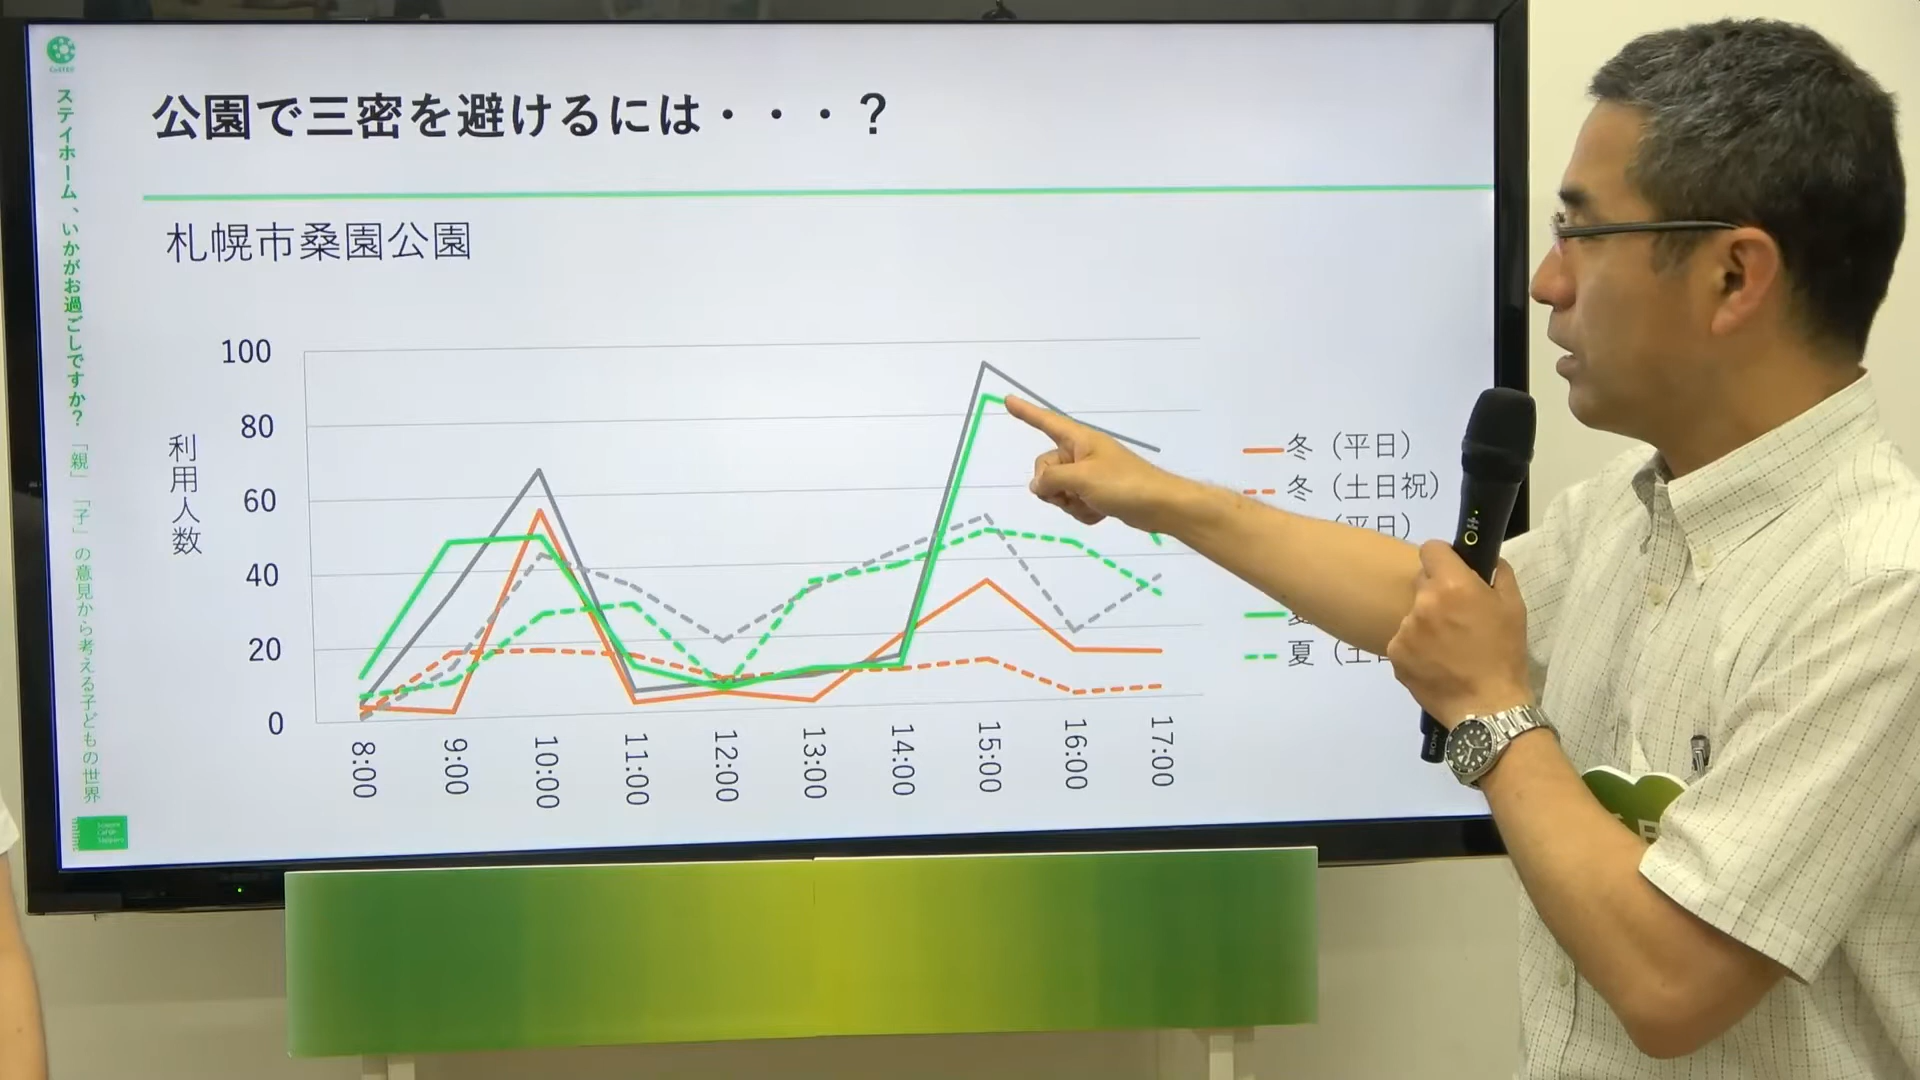 公園で三密を避けるには・・・？
札幌市桑園公園
ステイホーム、いかがお過ごしですか？「親」「子」の意見から考える子どもの世界
利用人数
100
80
60
40
20
0
8:00
9:00
10:00
11:00
12:00
13:00
14:00
15:00
16:00
17:00
冬（平日）
冬（土日祝）
平日）
夏（土日